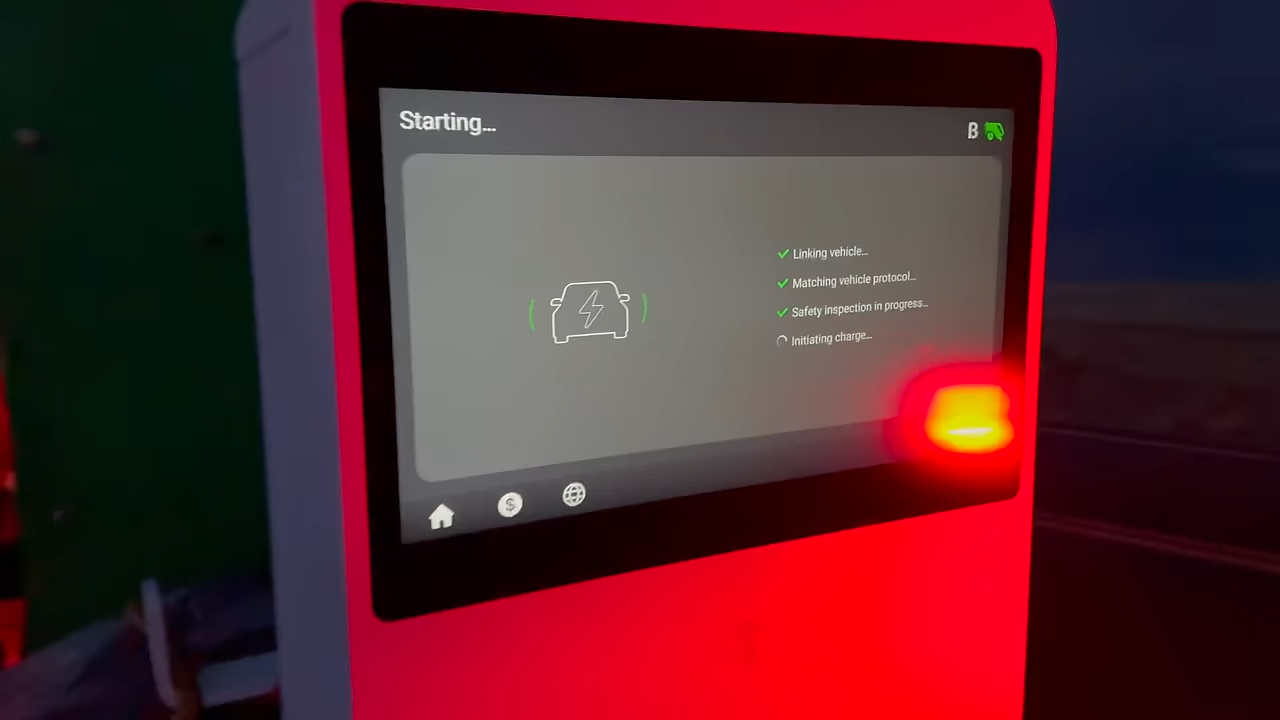 Starting...
B
Linking vehicle...
Matching vehicle protocol...
Safety inspection in progress...
Initiating charge...
$